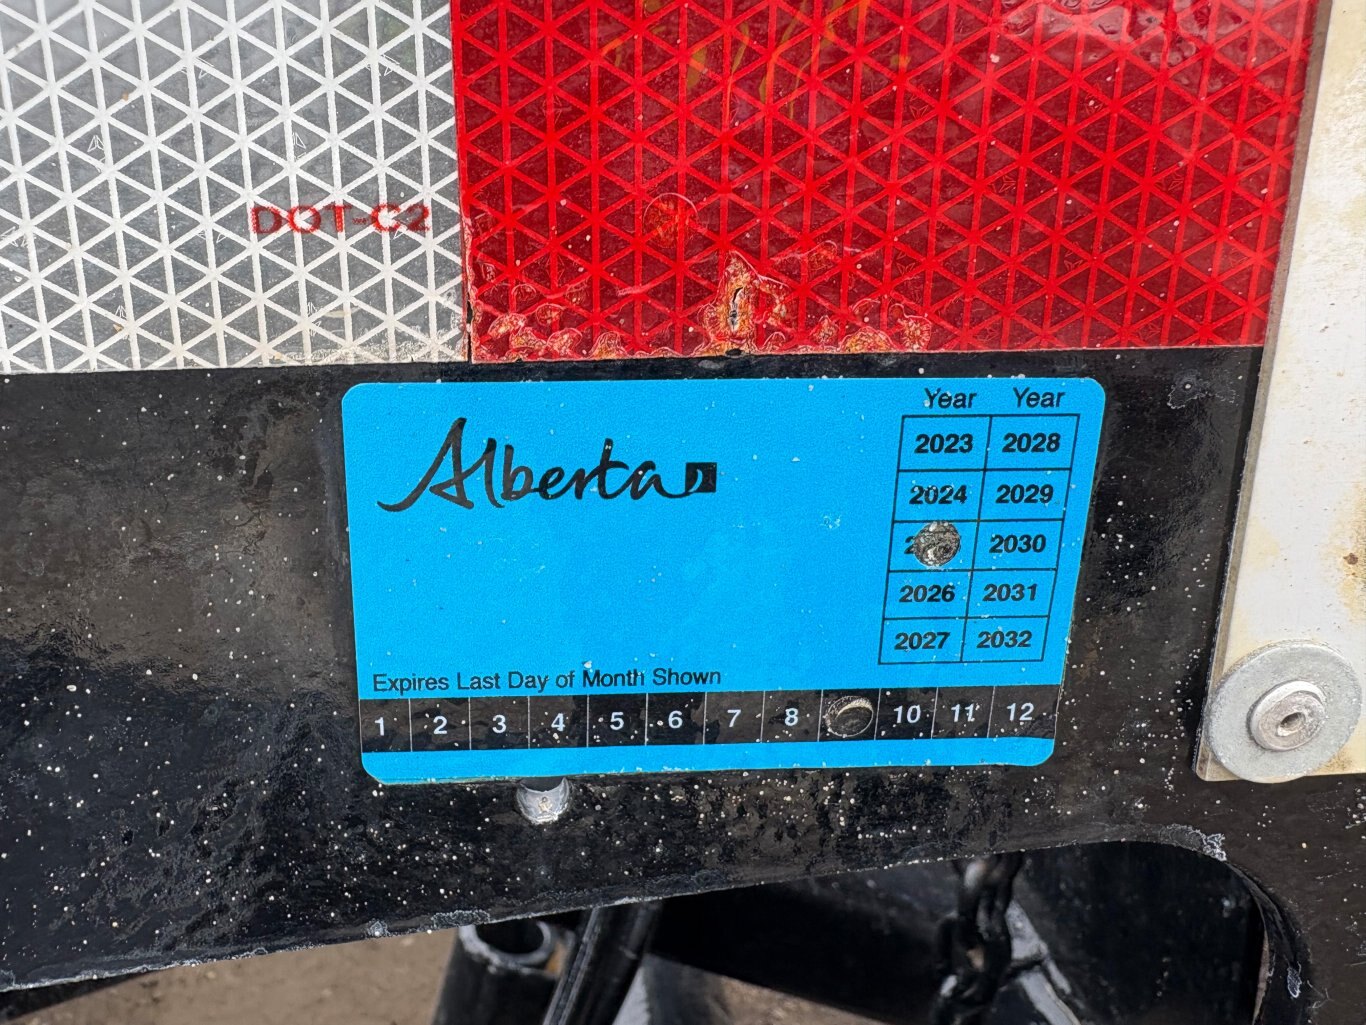 DOT-C2
Alberta
Year Year
2023 2028
2024 2029
2030
2026 2031
2027 2032
Expires Last Day of Month Shown
1 2 3 4 5 6 7 8 10 11 12